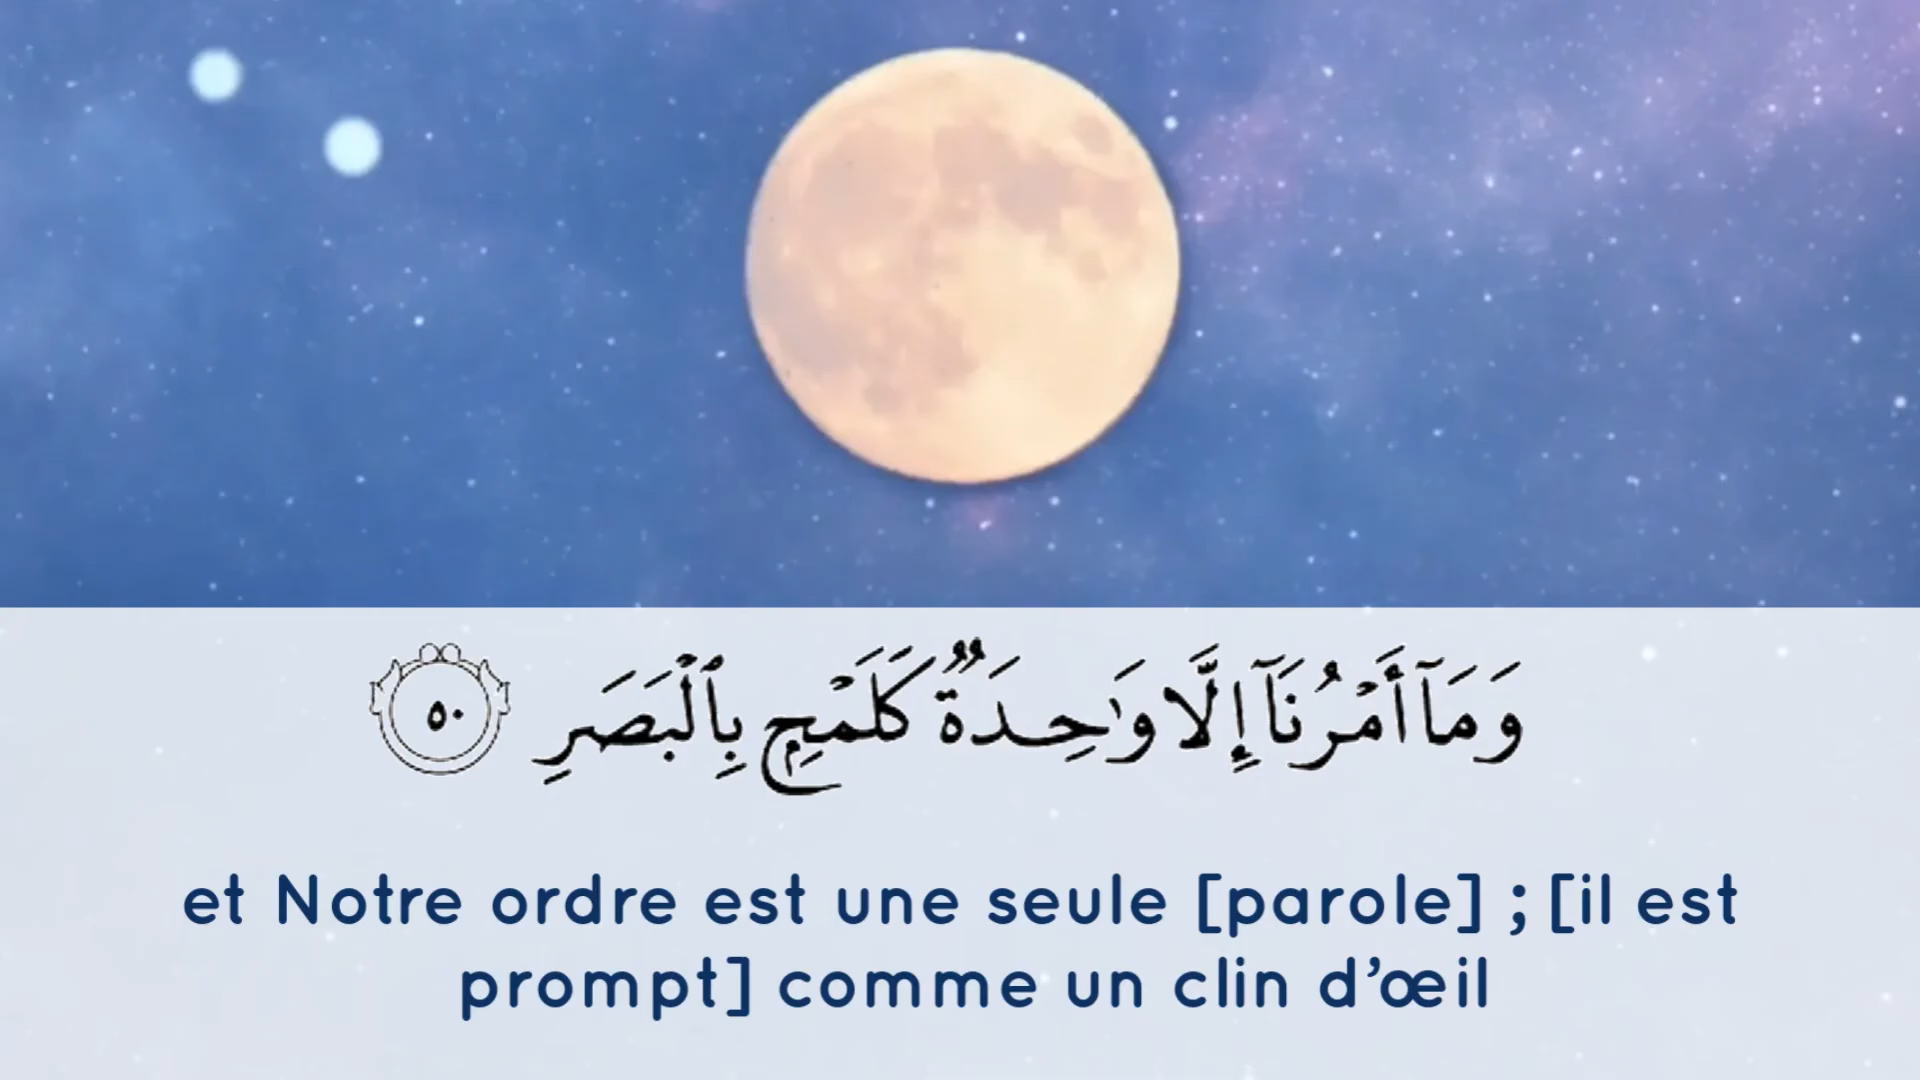 وَمَآ أَمْرُنَآ إِلَّا وَٰحِدَةٌ كَلَمْحٍۭ بِٱلْبَصَرِ ٥٠
et Notre ordre est une seule [parole] ; [il est
prompt] comme un clin d’œil